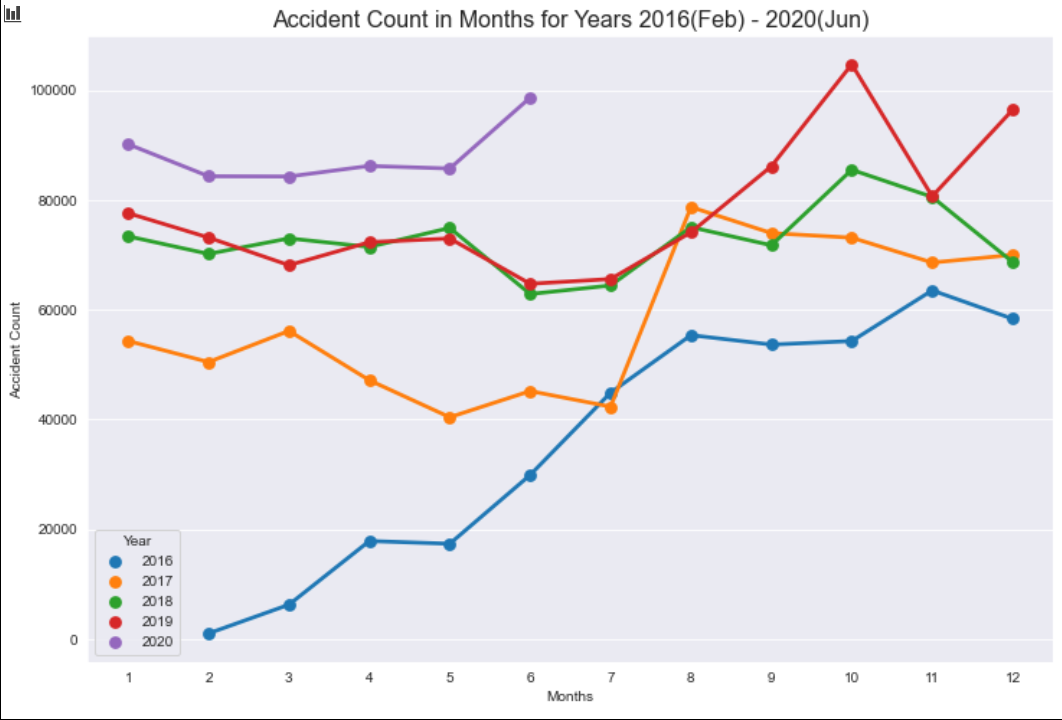 Accident Count in Months for Years 2016(Feb) - 2020(Jun)
100000
80000
60000
40000
20000
0
Accident Count
Year
2016
2017
2018
2019
2020
1 2 3 4 5 6 7 8 9 10 11 12
Months